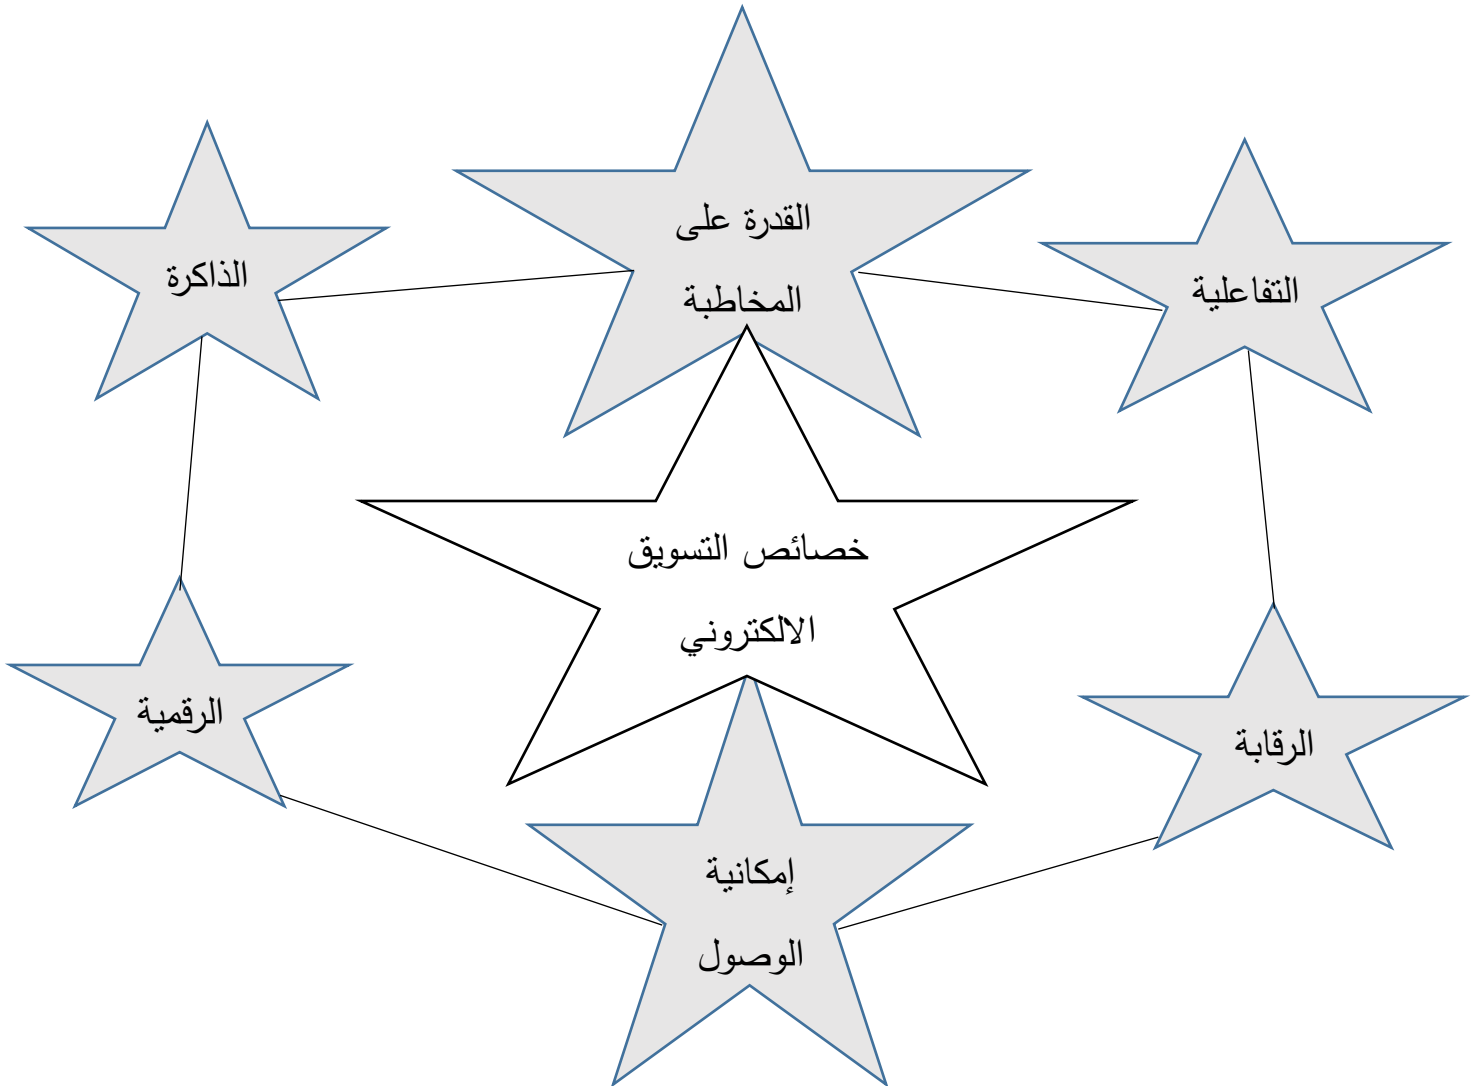 القدرة على
المخاطبة
التفاعلية
الذاكرة
خصائص التسويق
الالكتروني
الرقابة
الرقمية
إمكانية
الوصول